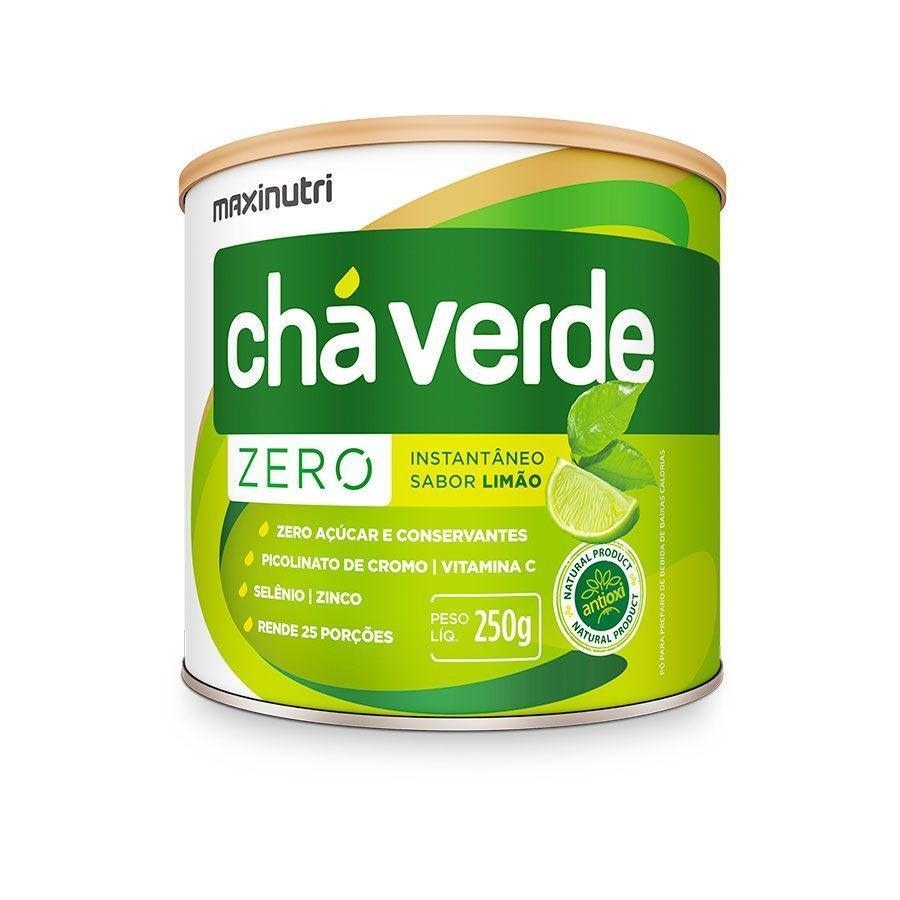 maxinutri
chá verde
ZERO
INSTANTÂNEO
SABOR LIMÃO
ZERO AÇÚCAR E CONSERVANTES
PICOLINATO DE CROMO | VITAMINA C
SELÊNIO | ZINCO
RENDE 25 PORÇÕES
PESO
LÍQ. 250g
NATURAL PRODUCT
antioxi
NATURAL PRODUCT
PÓ PARA PREPARO DE BEBIDA DE BAIXAS CALORIAS